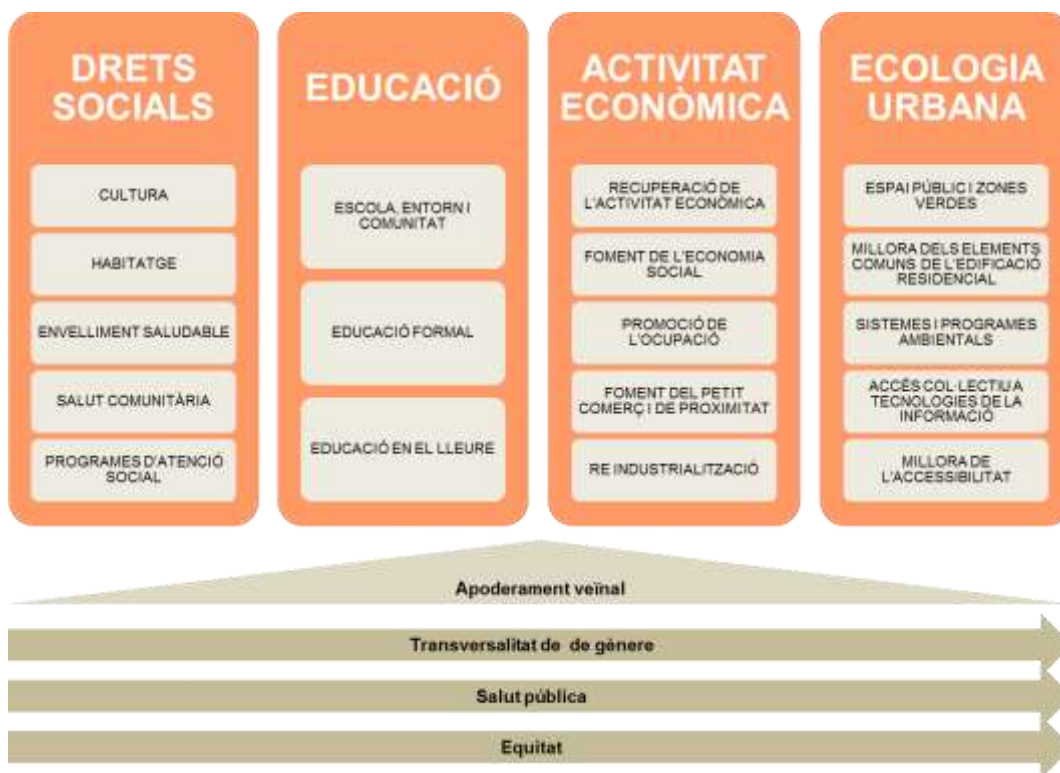 DRETS
SOCIALS
CULTURA
HABITATGE
ENVELLIMENT SALUDABLE
SALUT COMUNITÀRIA
PROGRAMES D'ATENCIÓ
SOCIAL
EDUCACIÓ
ESCOLA, ENTORN I
COMUNITAT
EDUCACIÓ FORMAL
EDUCACIÓ EN EL LLEURE
ACTIVITAT
ECONÒMICA
RECUPERACIÓ DE
L'ACTIVITAT ECONÒMICA
FOMENT DE L'ECONOMIA
SOCIAL
PROMOCIÓ DE
L'OCUPACIÓ
FOMENT DEL PETIT
COMERÇ I DE PROXIMITAT
RE INDUSTRIALITZACIÓ
ECOLOGIA
URBANA
ESPAI PÚBLIC I ZONES
VERDES
MILLORA DELS ELEMENTS
COMUNS DE L'EDIFICACIÓ
RESIDENCIAL
SISTEMES I PROGRAMES
AMBIENTALS
ACCÉS COL·LECTIU A
TECNOLOGIES DE LA
INFORMACIÓ
MILLORA DE
L'ACCESSIBILITAT
Apoderament veïnal
Transversalitat de de gènere
Salut pública
Equitat